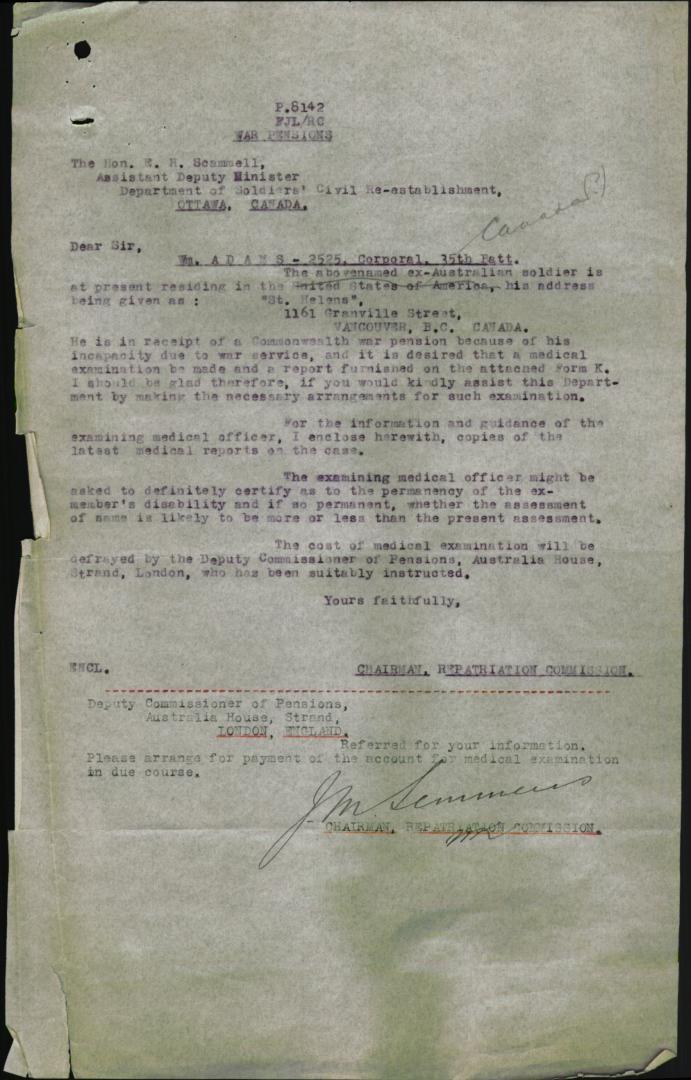 P.8142
FJL/RC
WAR PENSIONS
The Hon. E. H. Scammell,
Assistant Deputy Minister
Department of Soldiers' Civil Re-establishment,
OTTAWA, CANADA.
Canada
Dear Sir,
Wm. A D A M S - 2525, Corporal, 35th Batt.
The abovenamed ex-Australian soldier is
at present residing in the United States of America, his address
being given as : "St. Helens",
1161 Granville Street,
VANCOUVER, B.C. CANADA.
He is in receipt of a Commonwealth war pension because of his
incapacity due to war service, and it is desired that a medical
examination be made and a report furnished on the attached Form K.
I should be glad therefore, if you would kindly assist this Depart-
ment by making the necessary arrangements for such examination.
For the information and guidance of the
examining medical officer, I enclose herewith, copies of the
latest medical reports on the case.
The examining medical officer might be
asked to definitely certify as to the permanency of the ex-
member's disability and if so permanent, whether the assessment
of same is likely to be more or less than the present assessment.
The cost of medical examination will be
defrayed by the Deputy Commissioner of Pensions, Australia House,
Strand, London, who has been suitably instructed.
Yours faithfully,
ENCL. CHAIRMAN, REPATRIATION COMMISSION.
Deputy Commissioner of Pensions,
Australia House, Strand,
LONDON, ENGLAND.
Referred for your information.
Please arrange for payment of the account for medical examination
in due course.
J M Semmens
- CHAIRMAN, REPATRIATION COMMISSION.